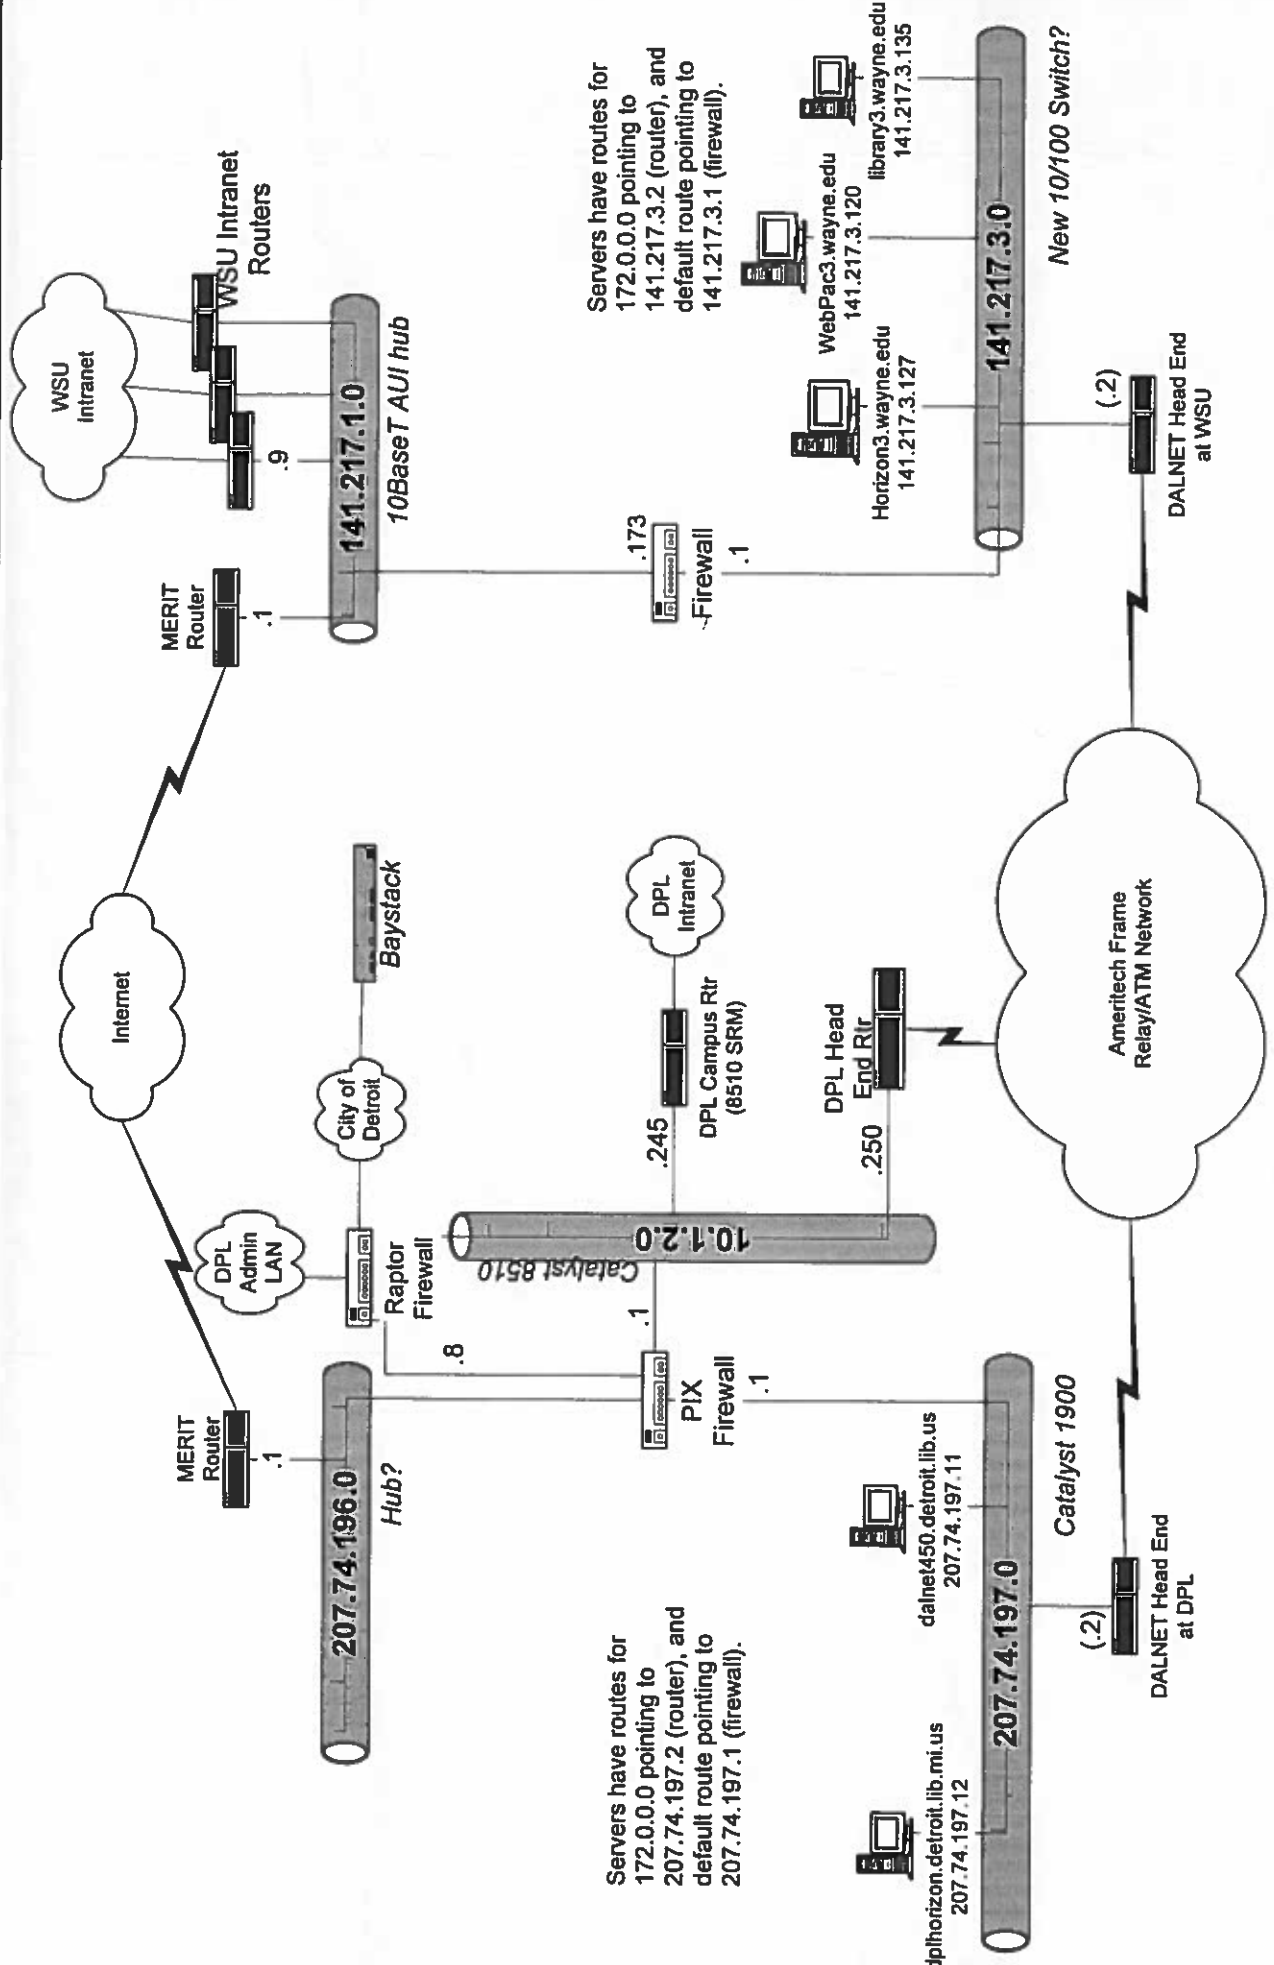 MERIT
Router
.1
207.74.196.0
Hub?
DPL
Admin
LAN
Raptor
Firewall
.8
City of
Detroit
Baystack
Internet
MERIT
Router
.1
WSU
Intranet
WSU Intranet
Routers
.9
141.217.1.0
10BaseT AUI hub
Servers have routes for
172.0.0.0 pointing to
207.74.197.2 (router), and
default route pointing to
207.74.197.1 (firewall).
PIX
Firewall
.1
.1
Catalyst 8510
10.1.2.0
.245
DPL Campus Rtr
(8510 SRM)
DPL
Intranet
.250
DPL Head
End Rtr
.173
Firewall
.1
Servers have routes for
172.0.0.0 pointing to
141.217.3.2 (router), and
default route pointing to
141.217.3.1 (firewall).
dplhorizon.detroit.lib.mi.us
207.74.197.12
dalnet450.detroit.lib.us
207.74.197.11
207.74.197.0
Catalyst 1900
(.2)
DALNET Head End
at DPL
Ameritech Frame
Relay/ATM Network
Horizon3.wayne.edu
141.217.3.127
WebPac3.wayne.edu
141.217.3.120
library3.wayne.edu
141.217.3.135
141.217.3.0
New 10/100 Switch?
(.2)
DALNET Head End
at WSU